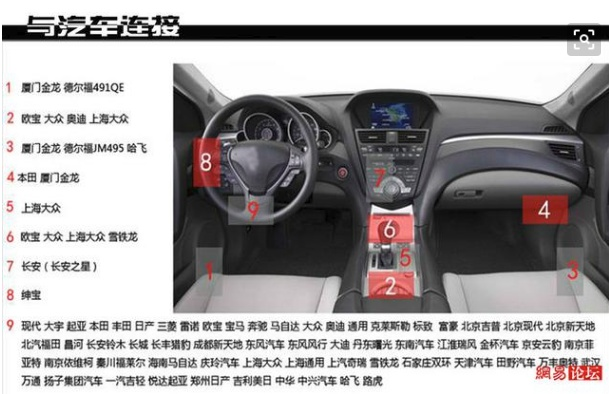 与汽车连接
1 厦门金龙 德尔福491QE
2 欧宝 大众 奥迪 上海大众
3 厦门金龙 德尔福JM495 哈飞
4 本田 厦门金龙
5 上海大众
6 欧宝 大众 上海大众 雪铁龙
7 长安（长安之星）
8 绅宝
8
7
9
6
4
5
1
3
2
9 现代 大宇 起亚 本田 丰田 日产 三菱 雷诺 欧宝 宝马 奔驰 马自达 大众 奥迪 通用 克莱斯勒 标致 富豪 北京吉普 北京现代 北京新天地
北汽福田 昌河 长安铃木 长城 长丰猎豹 成都新天地 东风汽车 东风风行 大迪 丹东曙光 东南汽车 江淮瑞风 金杯汽车 京安云豹 南京菲
亚特 南京依维柯 秦川福莱尔 海南马自达 庆玲汽车 上海大众 上海通用 上汽奇瑞 雪铁龙 石家庄双环 天津汽车 田野汽车 万丰奥特 武汉
万通 扬子集团汽车 一汽吉轻 悦达起亚 郑州日产 吉利美日 中华 中兴汽车 哈飞 路虎
网易论坛